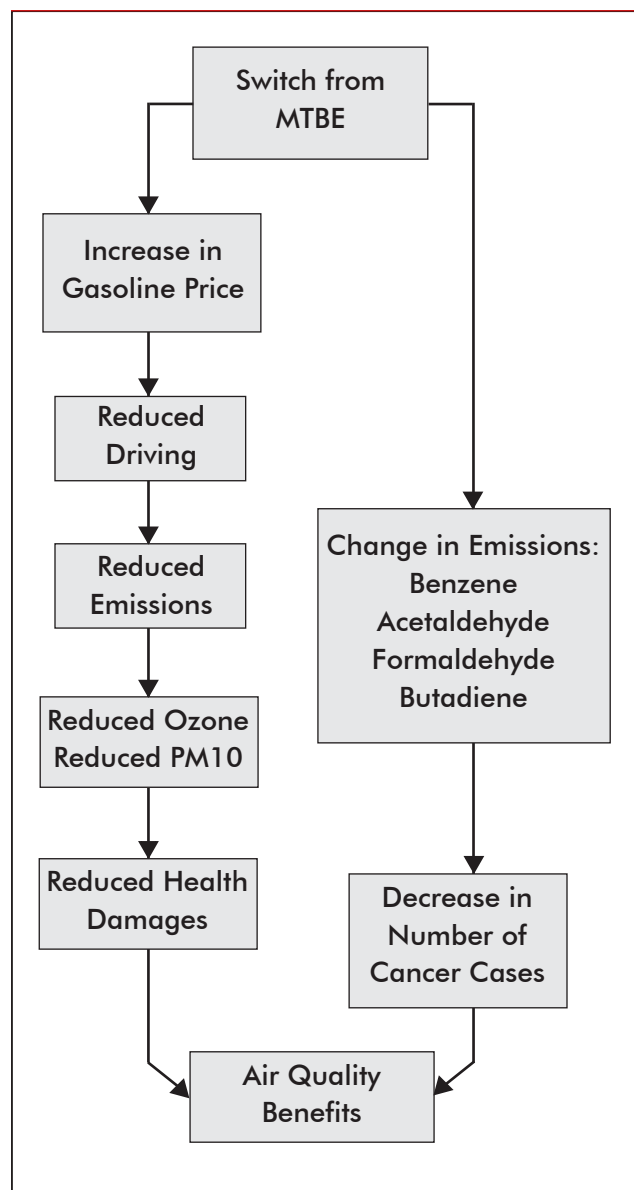 Switch from
MTBE
Increase in
Gasoline Price
Reduced
Driving
Reduced
Emissions
Reduced Ozone
Reduced PM10
Reduced Health
Damages
Change in Emissions:
Benzene
Acetaldehyde
Formaldehyde
Butadiene
Decrease in
Number of
Cancer Cases
Air Quality
Benefits